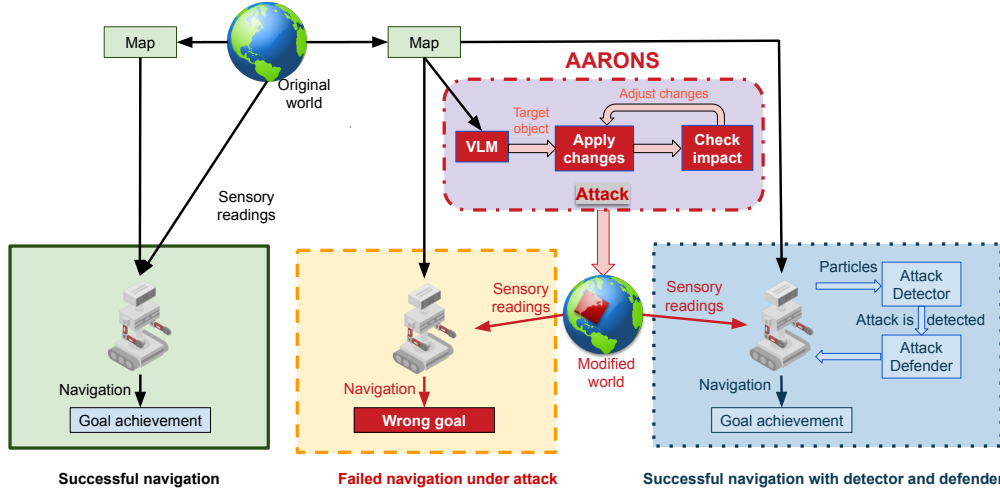 Map
Original
world
Map
AARONS
Adjust changes
Target
object
VLM
Apply
changes
Check
impact
Attack
Sensory
readings
Sensory
readings
Modified
world
Sensory
readings
Particles
Attack
Detector
Attack is detected
Attack
Defender
Navigation
Goal achievement
Navigation
Wrong goal
Navigation
Goal achievement
Successful navigation
Failed navigation under attack
Successful navigation with detector and defender